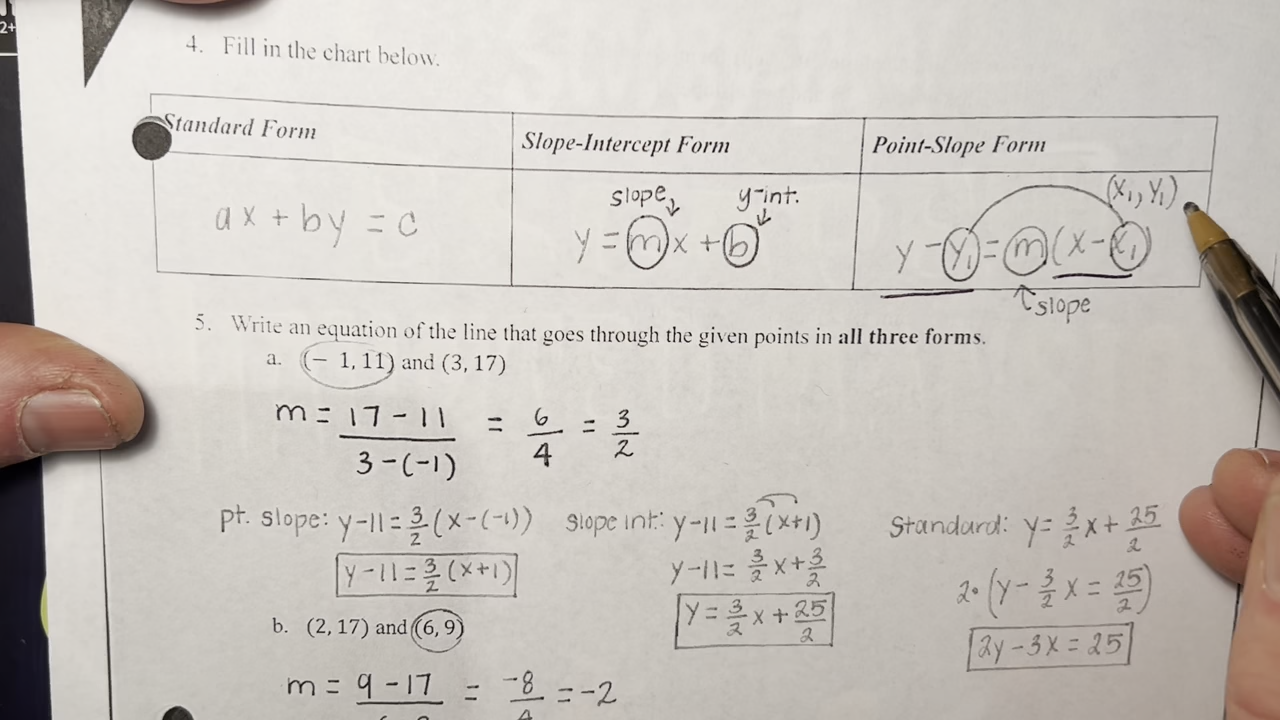 2+
4. Fill in the chart below.
Standard Form
Slope-Intercept Form
Point-Slope Form
ax + by = c
slope y-int.
y = mx + b
(x₁, y₁)
y - y₁ = m(x - x₁)
slope
5. Write an equation of the line that goes through the given points in all three forms.
a. (− 1, 11) and (3, 17)
m = 17 - 11 / 3 - (-1) = 6/4 = 3/2
pt. slope: y-11 = 3/2 (x-(-1))
y-11 = 3/2 (x+1)
slope int: y-11 = 3/2 (x+1)
y-11 = 3/2 x + 3/2
y = 3/2 x + 25/2
Standard: y = 3/2 x + 25/2
2• (y - 3/2 x = 25/2)
2y - 3x = 25
b. (2, 17) and (6, 9)
m = 9 - 17 = -8/4 = -2